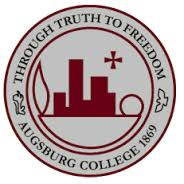 THROUGH TRUTH TO FREEDOM
AUGSBURG COLLEGE 1869